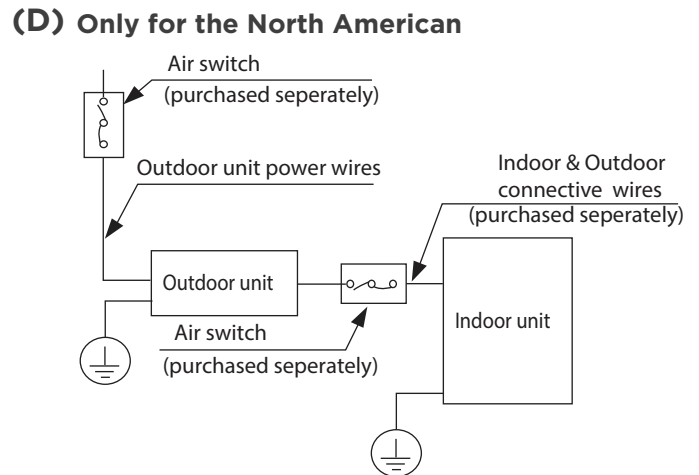 (D) Only for the North American
Air switch
(purchased seperately)
Outdoor unit power wires
Indoor & Outdoor
connective wires
(purchased seperately)
Outdoor unit
Indoor unit
Air switch
(purchased seperately)